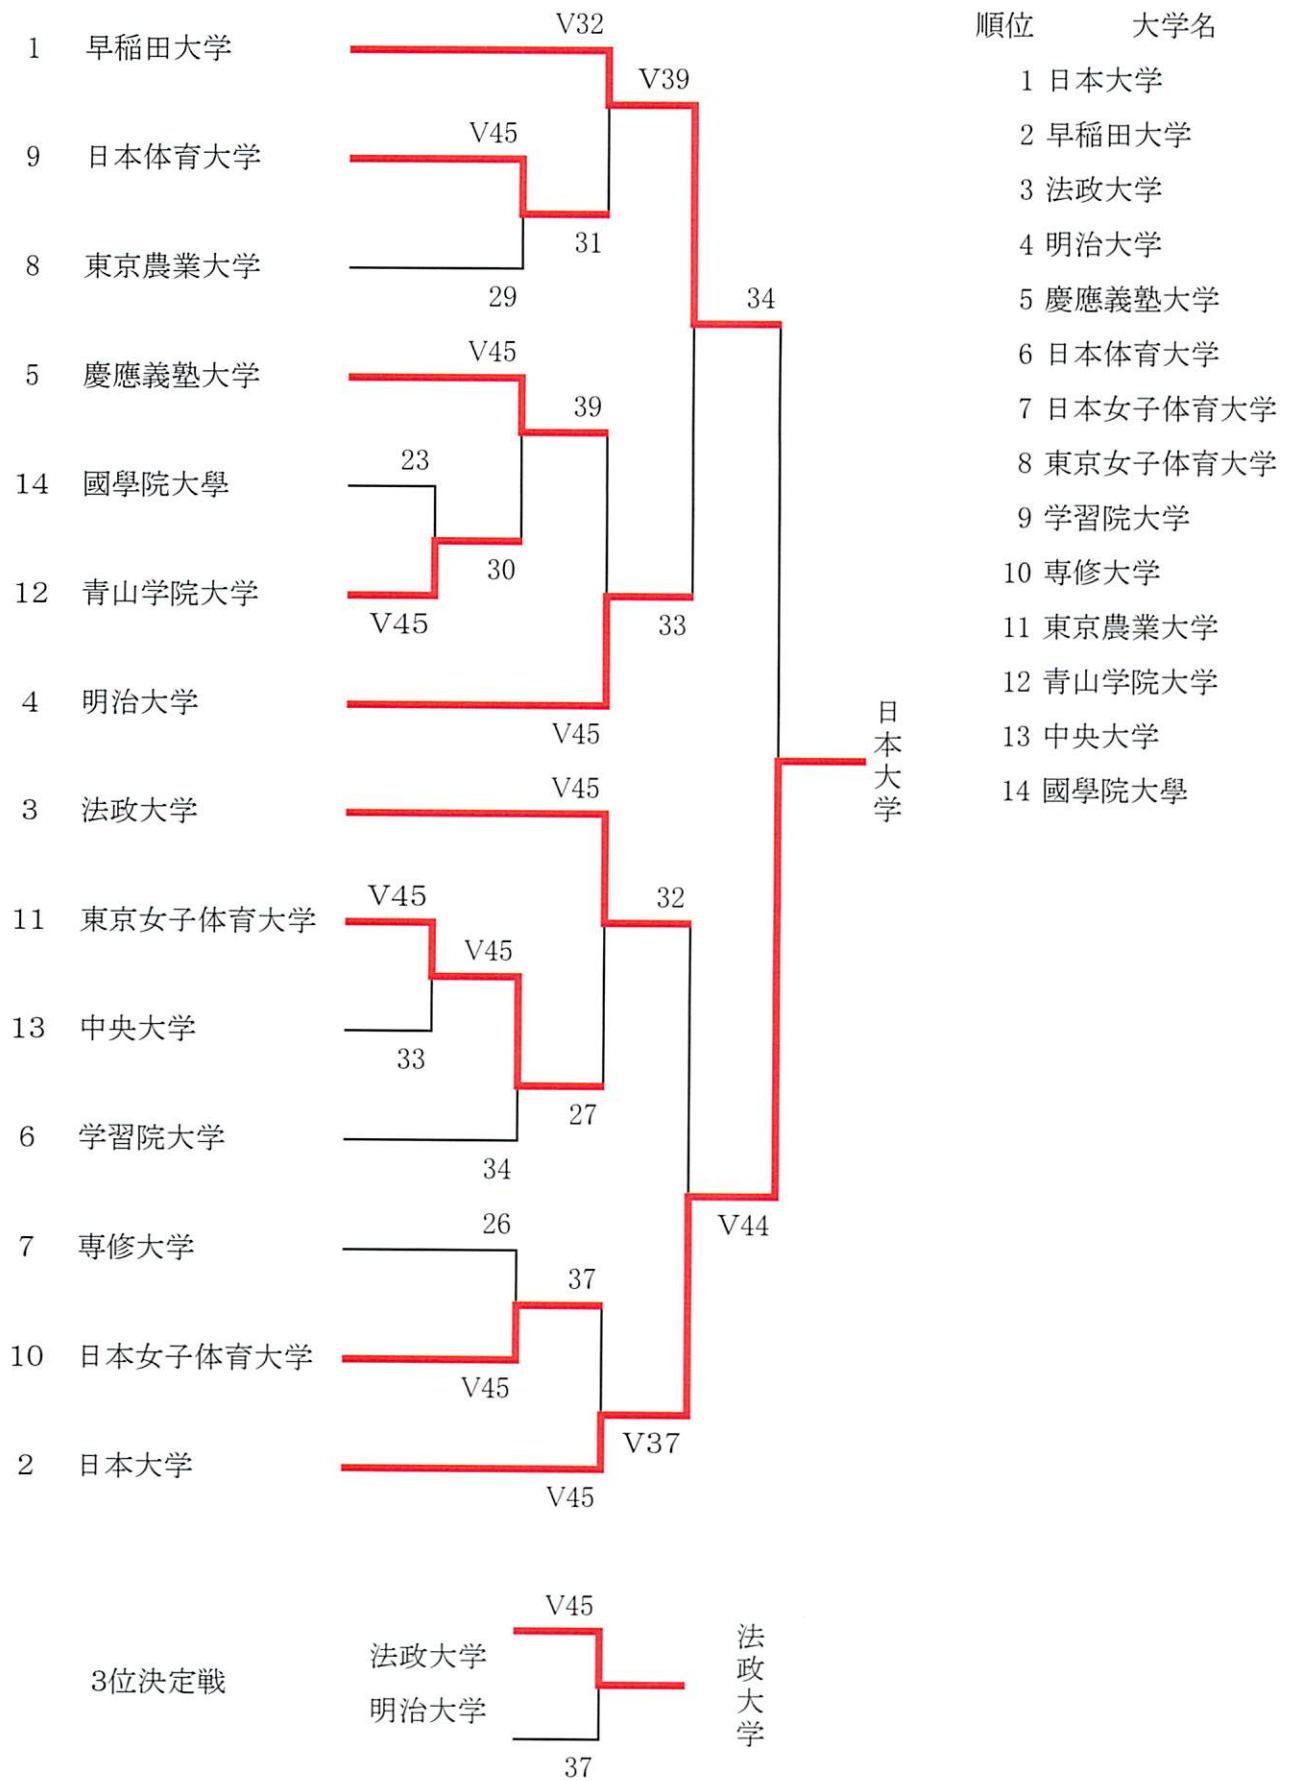 V32
1 早稲田大学
V39
V45
9 日本体育大学
31
8 東京農業大学
29
34
V45
5 慶應義塾大学
39
23
14 國學院大學
30
12 青山学院大学
V45
33
4 明治大学
V45
V45
3 法政大学
32
V45
11 東京女子体育大学
V45
13 中央大学
33
27
6 学習院大学
34
26
7 専修大学
V44
37
10 日本女子体育大学
V45
V37
2 日本大学
V45
日本大学
順位 大学名
1 日本大学
2 早稲田大学
3 法政大学
4 明治大学
5 慶應義塾大学
6 日本体育大学
7 日本女子体育大学
8 東京女子体育大学
9 学習院大学
10 専修大学
11 東京農業大学
12 青山学院大学
13 中央大学
14 國學院大學
3位決定戦
V45
法政大学
明治大学
37
法政大学